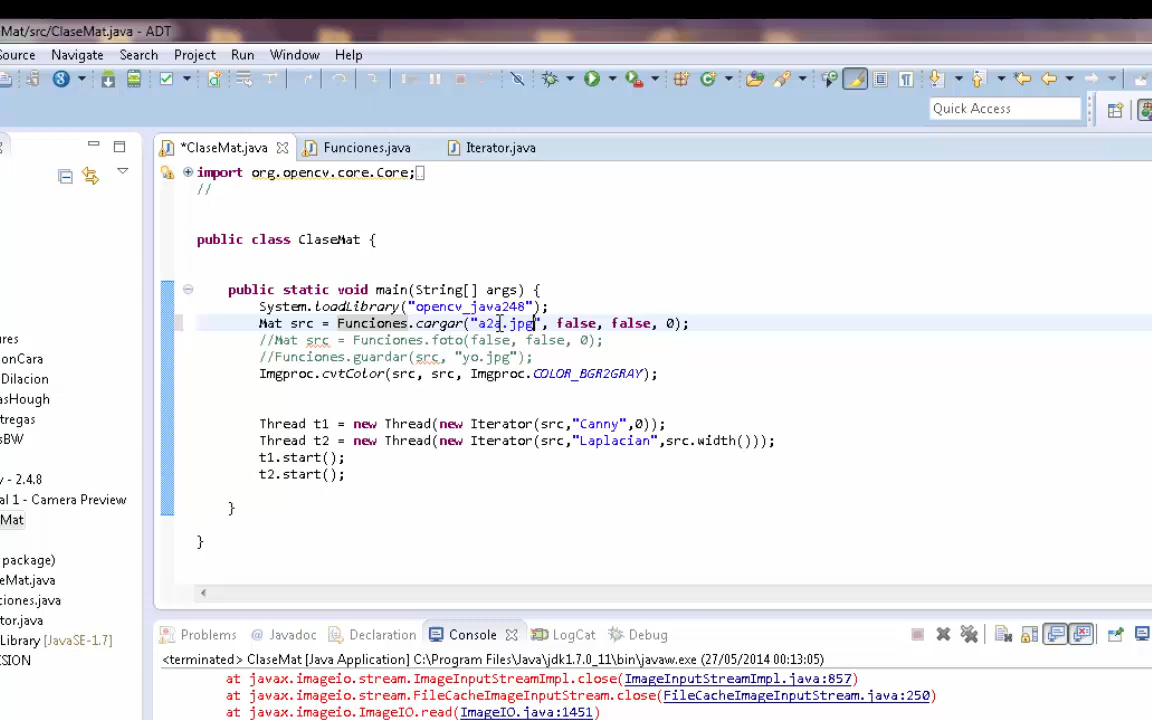 Mat/src/ClaseMat.java - ADT
Source Navigate Search Project Run Window Help
Quick Access
*ClaseMat.java Funciones.java Iterator.java
import org.opencv.core.Core;
//
public class ClaseMat {
public static void main(String[] args) {
System.loadLibrary("opencv_java248");
Mat src = Funciones.cargar("a2a.jpg", false, false, 0);
//Mat src = Funciones.foto(false, false, 0);
//Funciones.guardar(src, "yo.jpg");
Imgproc.cvtColor(src, src, Imgproc.COLOR_BGR2GRAY);
Thread t1 = new Thread(new Iterator(src,"Canny",0));
Thread t2 = new Thread(new Iterator(src,"Laplacian",src.width()));
t1.start();
t2.start();
}
}
ures
onCara
Dilacion
asHough
tregas
sBW
y - 2.4.8
al 1 - Camera Preview
Mat
package)
eMat.java
iones.java
tor.java
Library [JavaSE-1.7]
ISION
Problems @ Javadoc Declaration Console LogCat Debug
<terminated> ClaseMat [Java Application] C:\Program Files\Java\jdk1.7.0_11\bin\javaw.exe (27/05/2014 00:13:05)
at javax.imageio.stream.ImageInputStreamImpl.close(ImageInputStreamImpl.java:857)
at javax.imageio.stream.FileCacheImageInputStream.close(FileCacheImageInputStream.java:250)
at javax.imageio.ImageIO.read(ImageIO.java:1451)